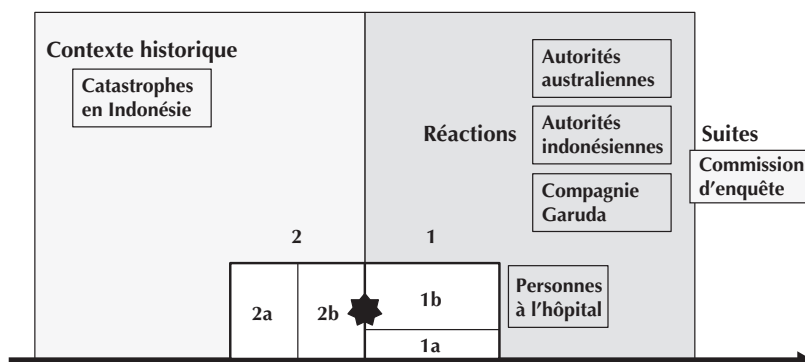 Contexte historique
Catastrophes
en Indonésie
Autorités
australiennes
Réactions
Autorités
indonésiennes
Suites
Commission
d'enquête
Compagnie
Garuda
2
1
Personnes
à l'hôpital
2a
2b
1b
1a